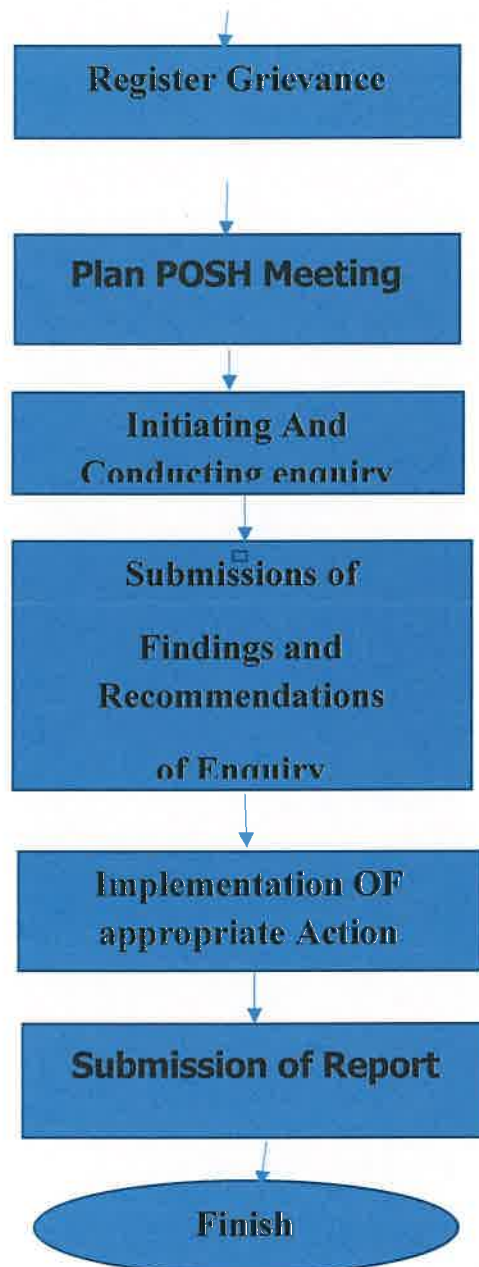 Register Grievance
Plan POSH Meeting
Initiating And
Conducting enquiry
Submissions of
Findings and
Recommendations
of Enquiry
Implementation OF
appropriate Action
Submission of Report
Finish